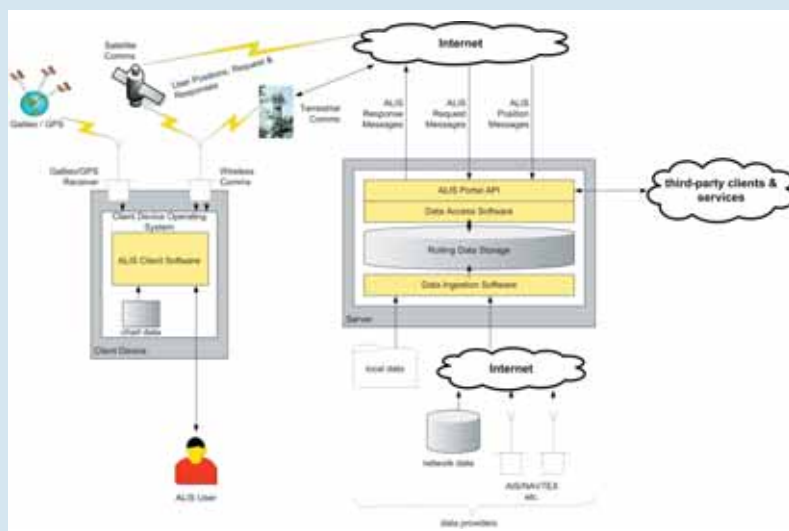 Satellite
Comms
Internet
User Positions, Request &
Responses
Galileo / GPS
Terrestrial
Comms
ALIS
Response
Messages
ALIS
Request
Messages
ALIS
Position
Messages
Galileo/GPS
Receiver
Wireless
Comms
Client Device Operating
System
ALIS Client Software
chart data
Client Device
ALIS User
ALIS Portal API
Data Access Software
Rolling Data Storage
Data Ingestion Software
Server
third-party clients &
services
local data
Internet
network data
AIS/NAVTEX
etc.
data providers